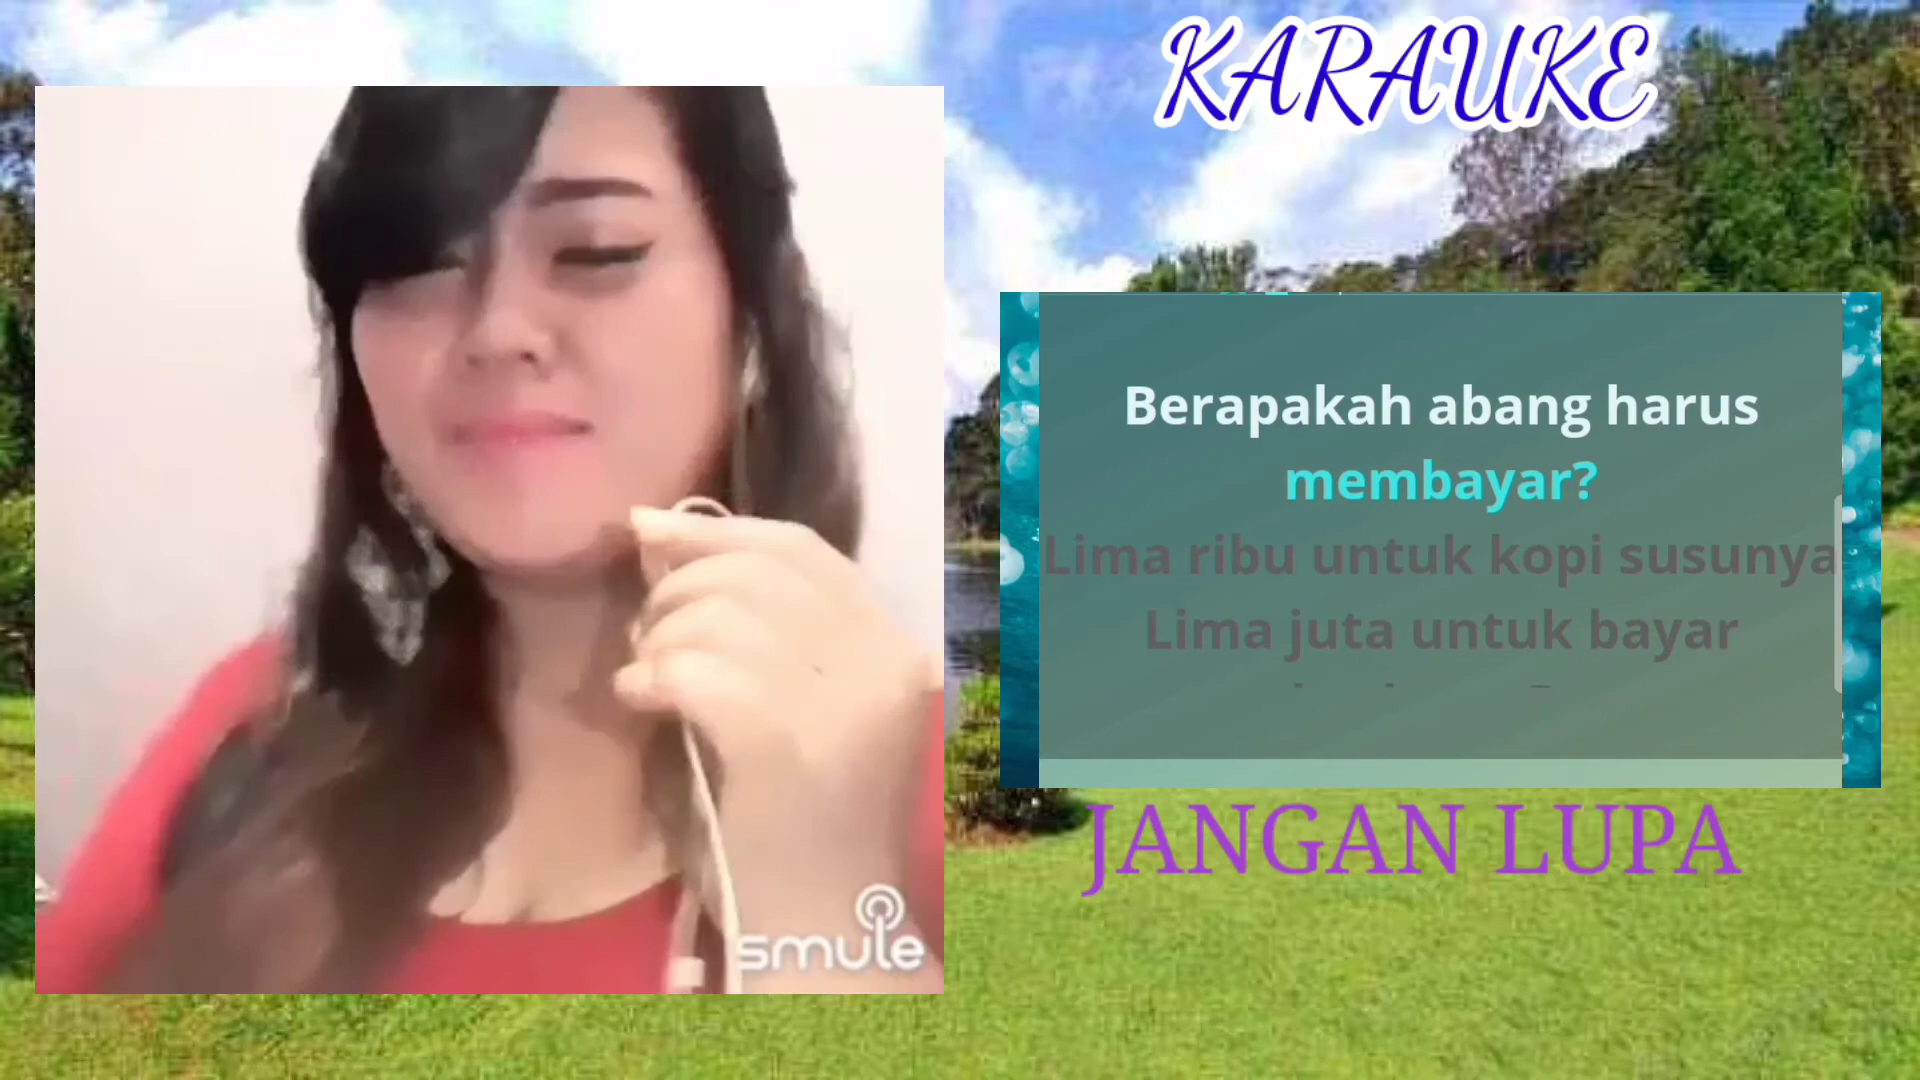 KARAUKE
Berapakah abang harus
membayar?
Lima ribu untuk kopi susunya
Lima juta untuk bayar
JANGAN LUPA
smule